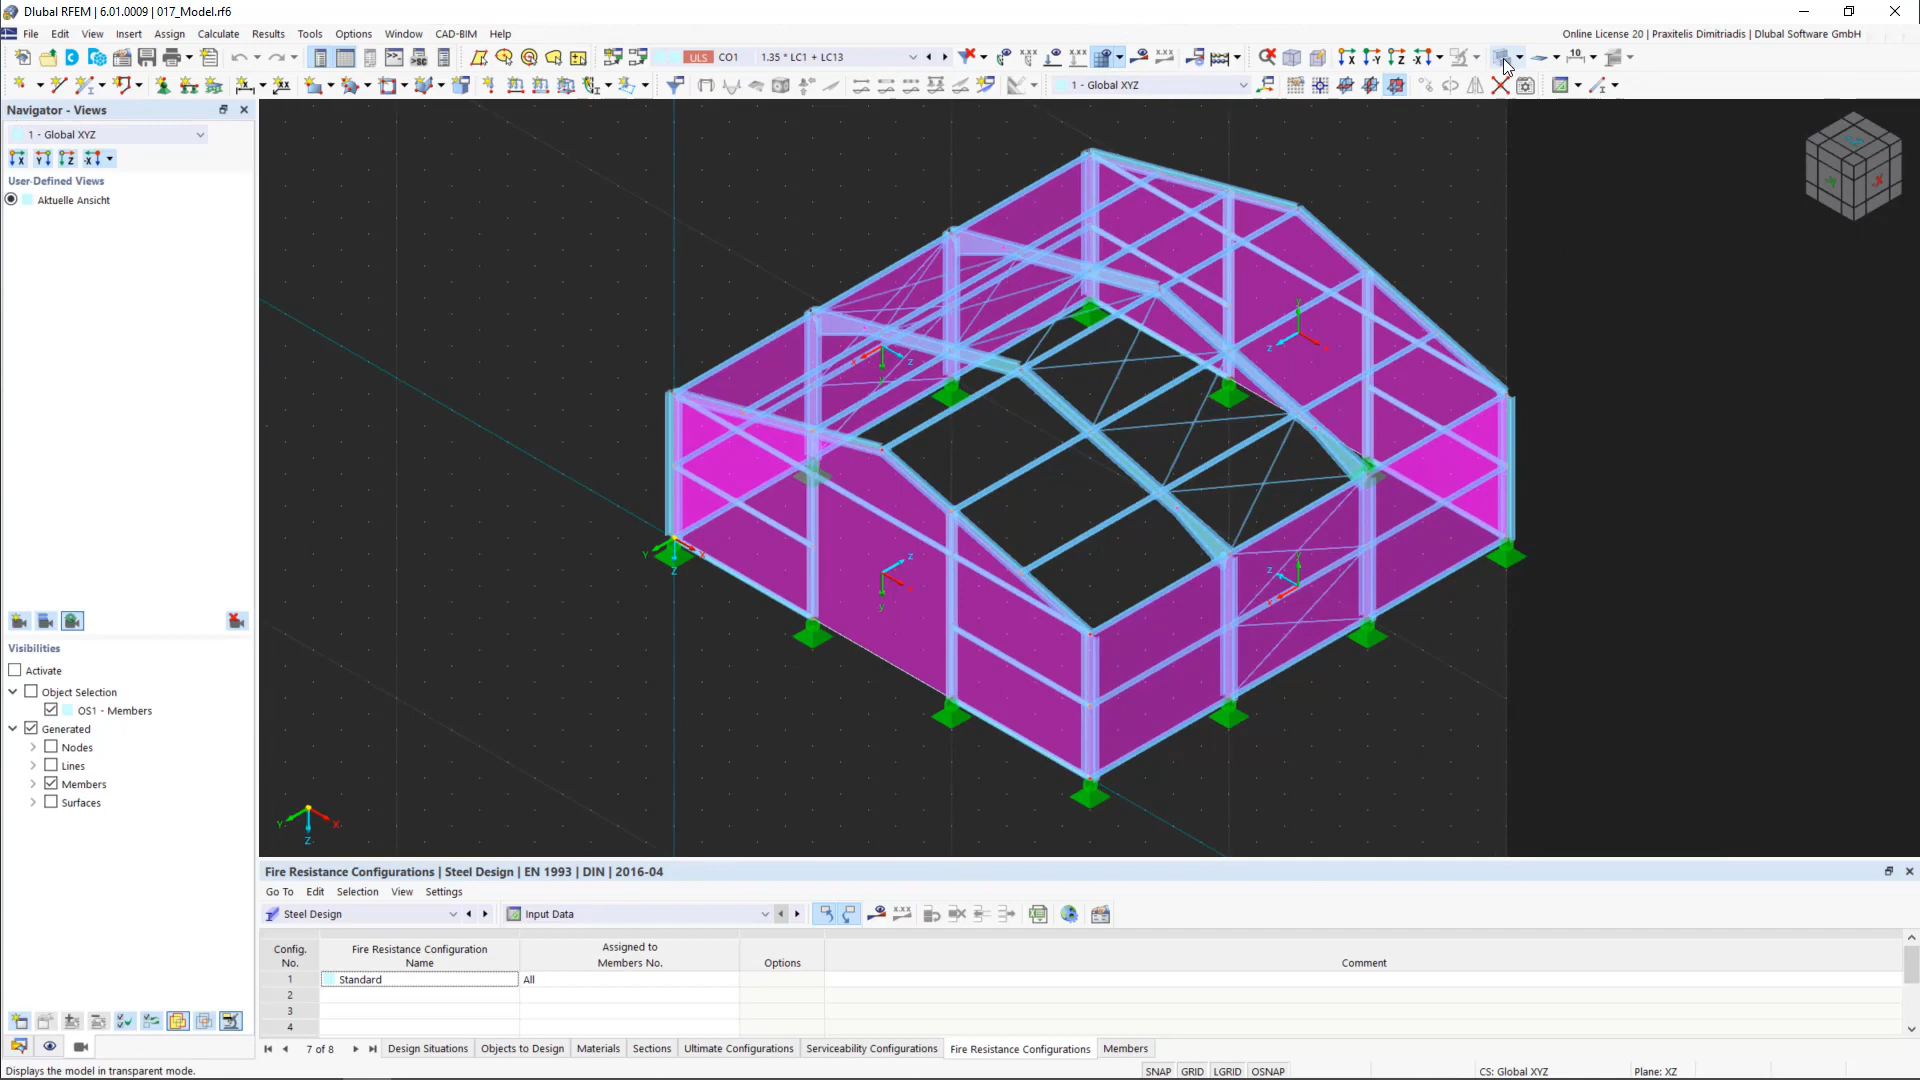 Dlubal RFEM | 6.01.0009 | 017_Model.rf6
File Edit View Insert Assign Calculate Results Tools Options Window CAD-BIM Help
Online License 20 | Praxitelis Dimitriadis | Dlubal Software GmbH
ULS CO1 1.35 * LC1 + LC13
1 - Global XYZ
Navigator - Views
1 - Global XYZ
User-Defined Views
Aktuelle Ansicht
Visibilities
Activate
Object Selection
OS1 - Members
Generated
Nodes
Lines
Members
Surfaces
Fire Resistance Configurations | Steel Design | EN 1993 | DIN | 2016-04
Go To Edit Selection View Settings
Steel Design Input Data
Config. No. Fire Resistance Configuration Name Assigned to Members No. Options Comment
1 Standard All
2
3
4
7 of 8 Design Situations Objects to Design Materials Sections Ultimate Configurations Serviceability Configurations Fire Resistance Configurations Members
Displays the model in transparent mode.
SNAP GRID LGRID OSNAP CS: Global XYZ Plane: XZ